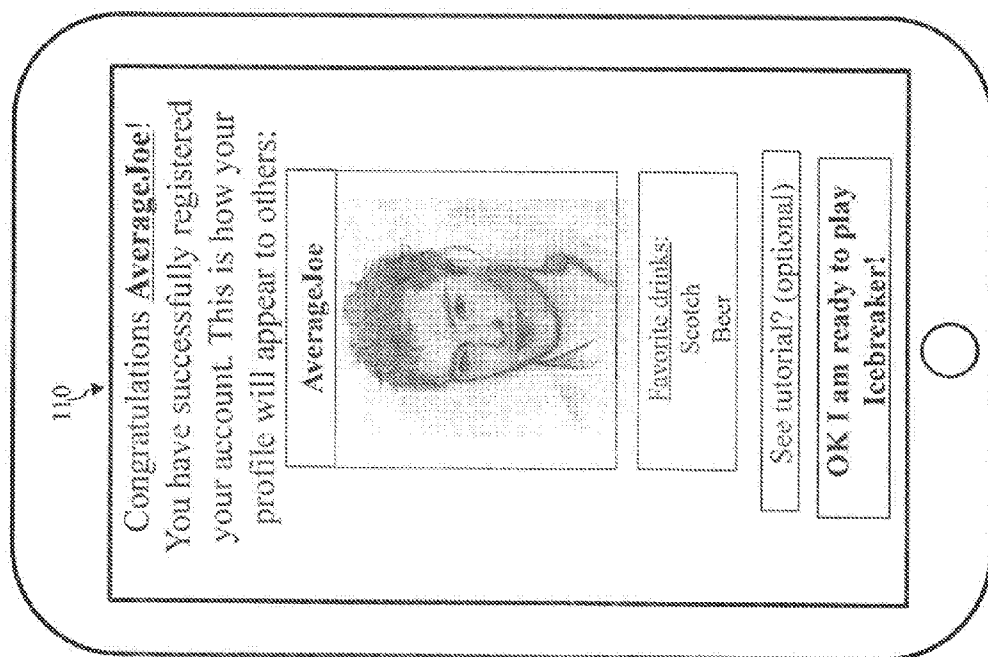 110
Congratulations AverageJoe!
You have successfully registered
your account. This is how your
profile will appear to others:
AverageJoe
Favorite drinks:
Scotch
Beer
See tutorial? (optional)
OK I am ready to play
Icebreaker!